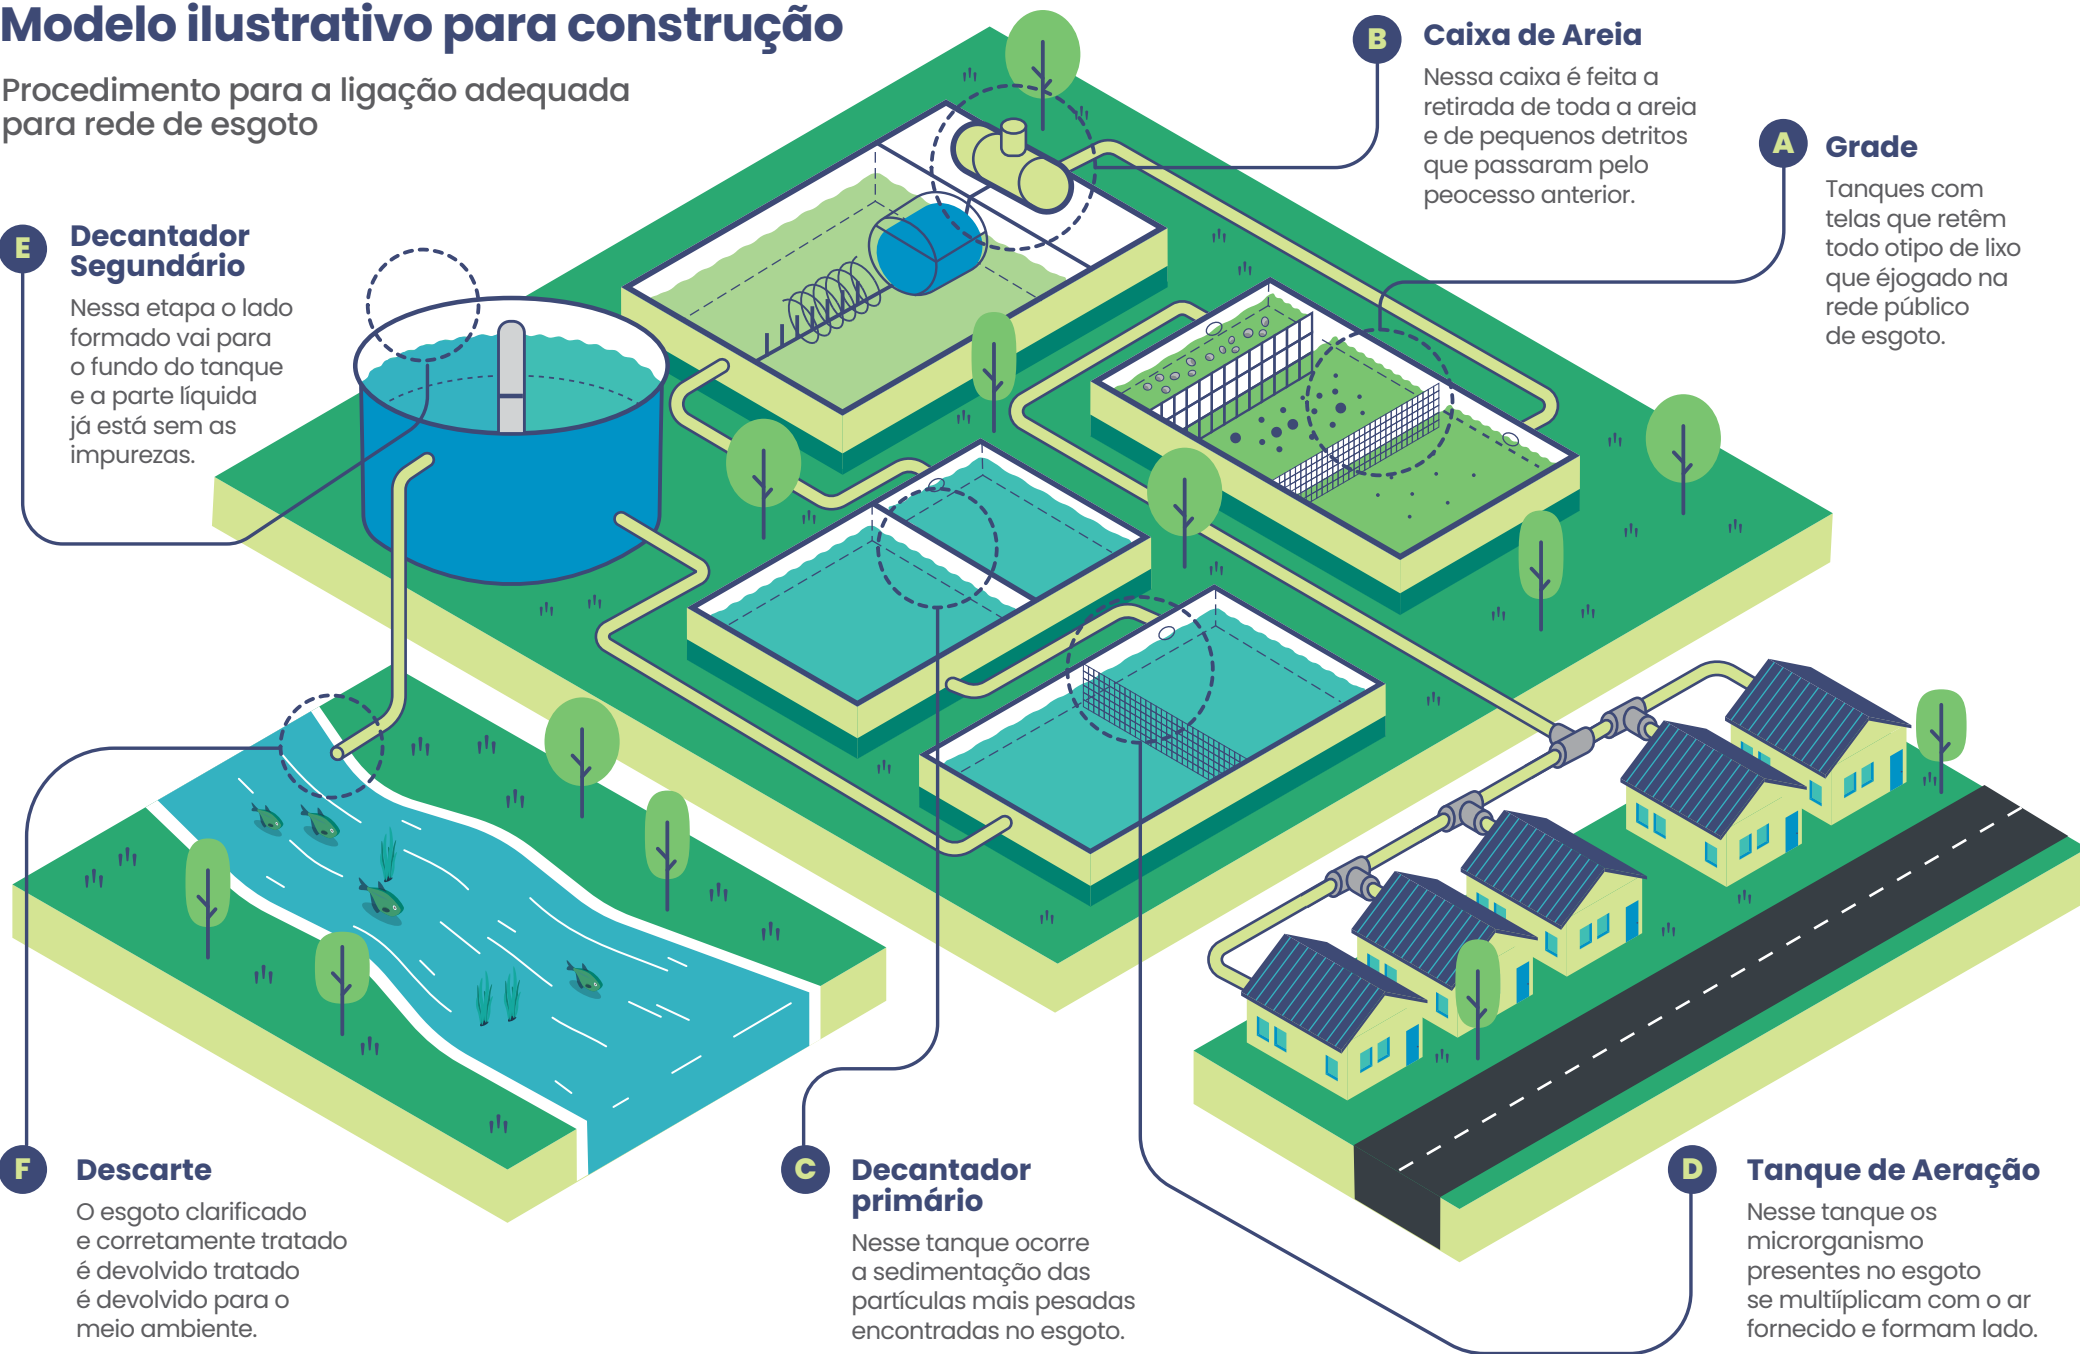 Modelo ilustrativo para construção
Procedimento para a ligação adequada
para rede de esgoto
B
Caixa de Areia
Nessa caixa é feita a
retirada de toda a areia
e de pequenos detritos
que passaram pelo
peocesso anterior.
A
Grade
Tanques com
telas que retêm
todo otipo de lixo
que éjogado na
rede público
de esgoto.
E
Decantador
Segundário
Nessa etapa o lado
formado vai para
o fundo do tanque
e a parte líquida
já está sem as
impurezas.
F
Descarte
O esgoto clarificado
e corretamente tratado
é devolvido tratado
é devolvido para o
meio ambiente.
C
Decantador
primário
Nesse tanque ocorre
a sedimentação das
partículas mais pesadas
encontradas no esgoto.
D
Tanque de Aeração
Nesse tanque os
microrganismo
presentes no esgoto
se multiíplicam com o ar
fornecido e formam lado.